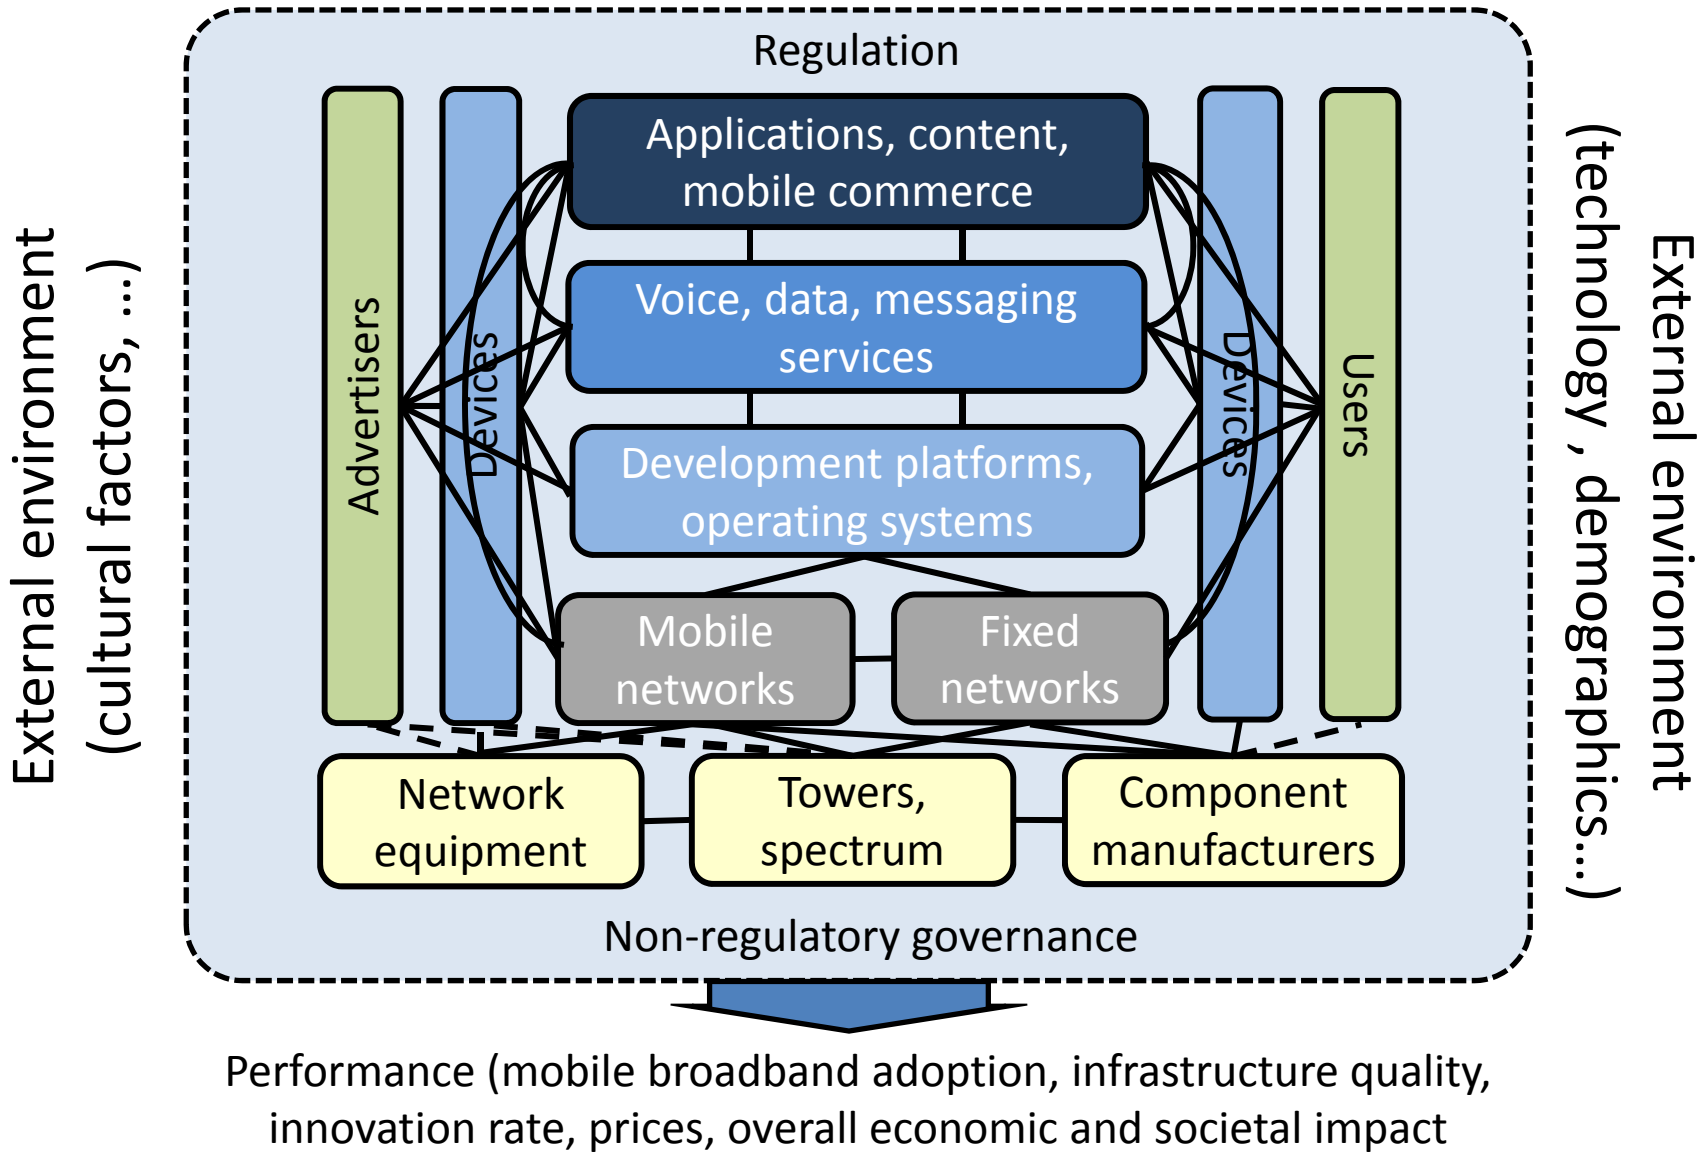 Regulation
External environment
(cultural factors, ...)
Advertisers
Devices
Applications, content,
mobile commerce
Voice, data, messaging
services
Development platforms,
operating systems
Mobile
networks
Fixed
networks
Devices
Users
External environment
(technology , demographics...)
Network
equipment
Towers,
spectrum
Component
manufacturers
Non-regulatory governance
Performance (mobile broadband adoption, infrastructure quality,
innovation rate, prices, overall economic and societal impact